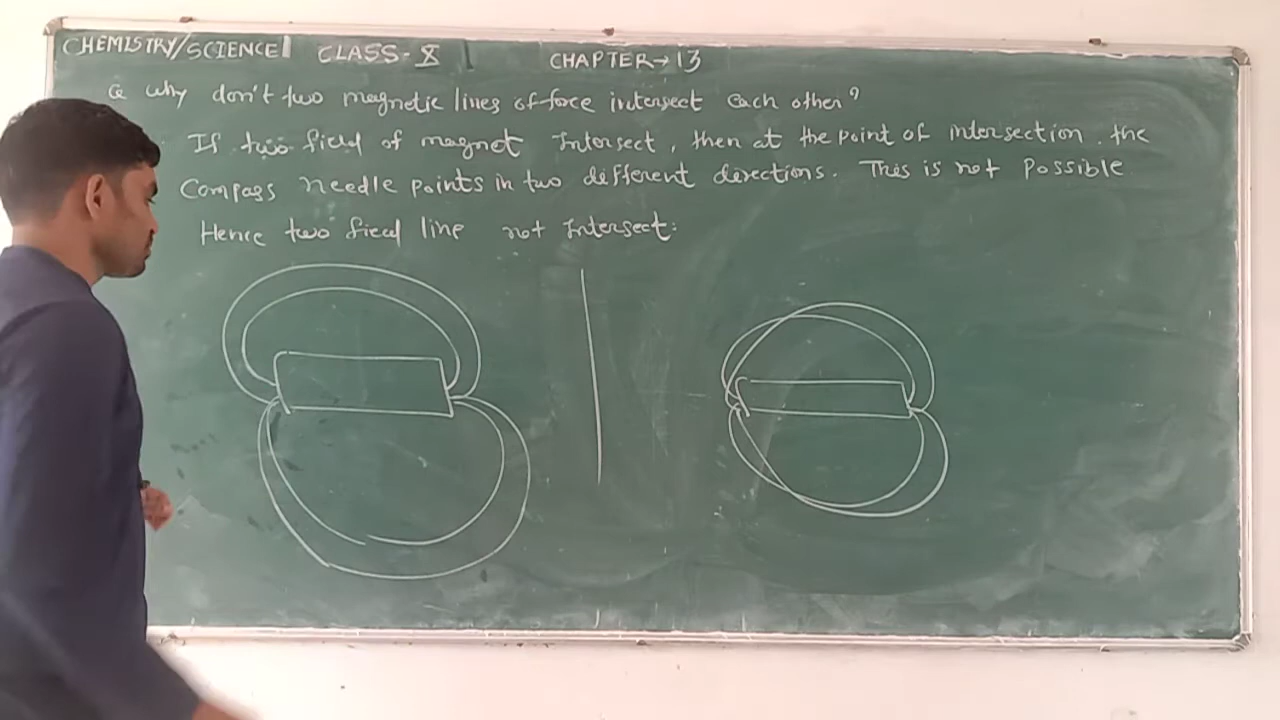 CHEMISTRY/SCIENCE CLASS-X CHAPTER→13
Q why don't two magnetic lines of force intersect each other?
If two field of magnet Intersect, then at the point of intersection. the
Compass needle points in two different directions. This is not possible
Hence two field line not Intersect: